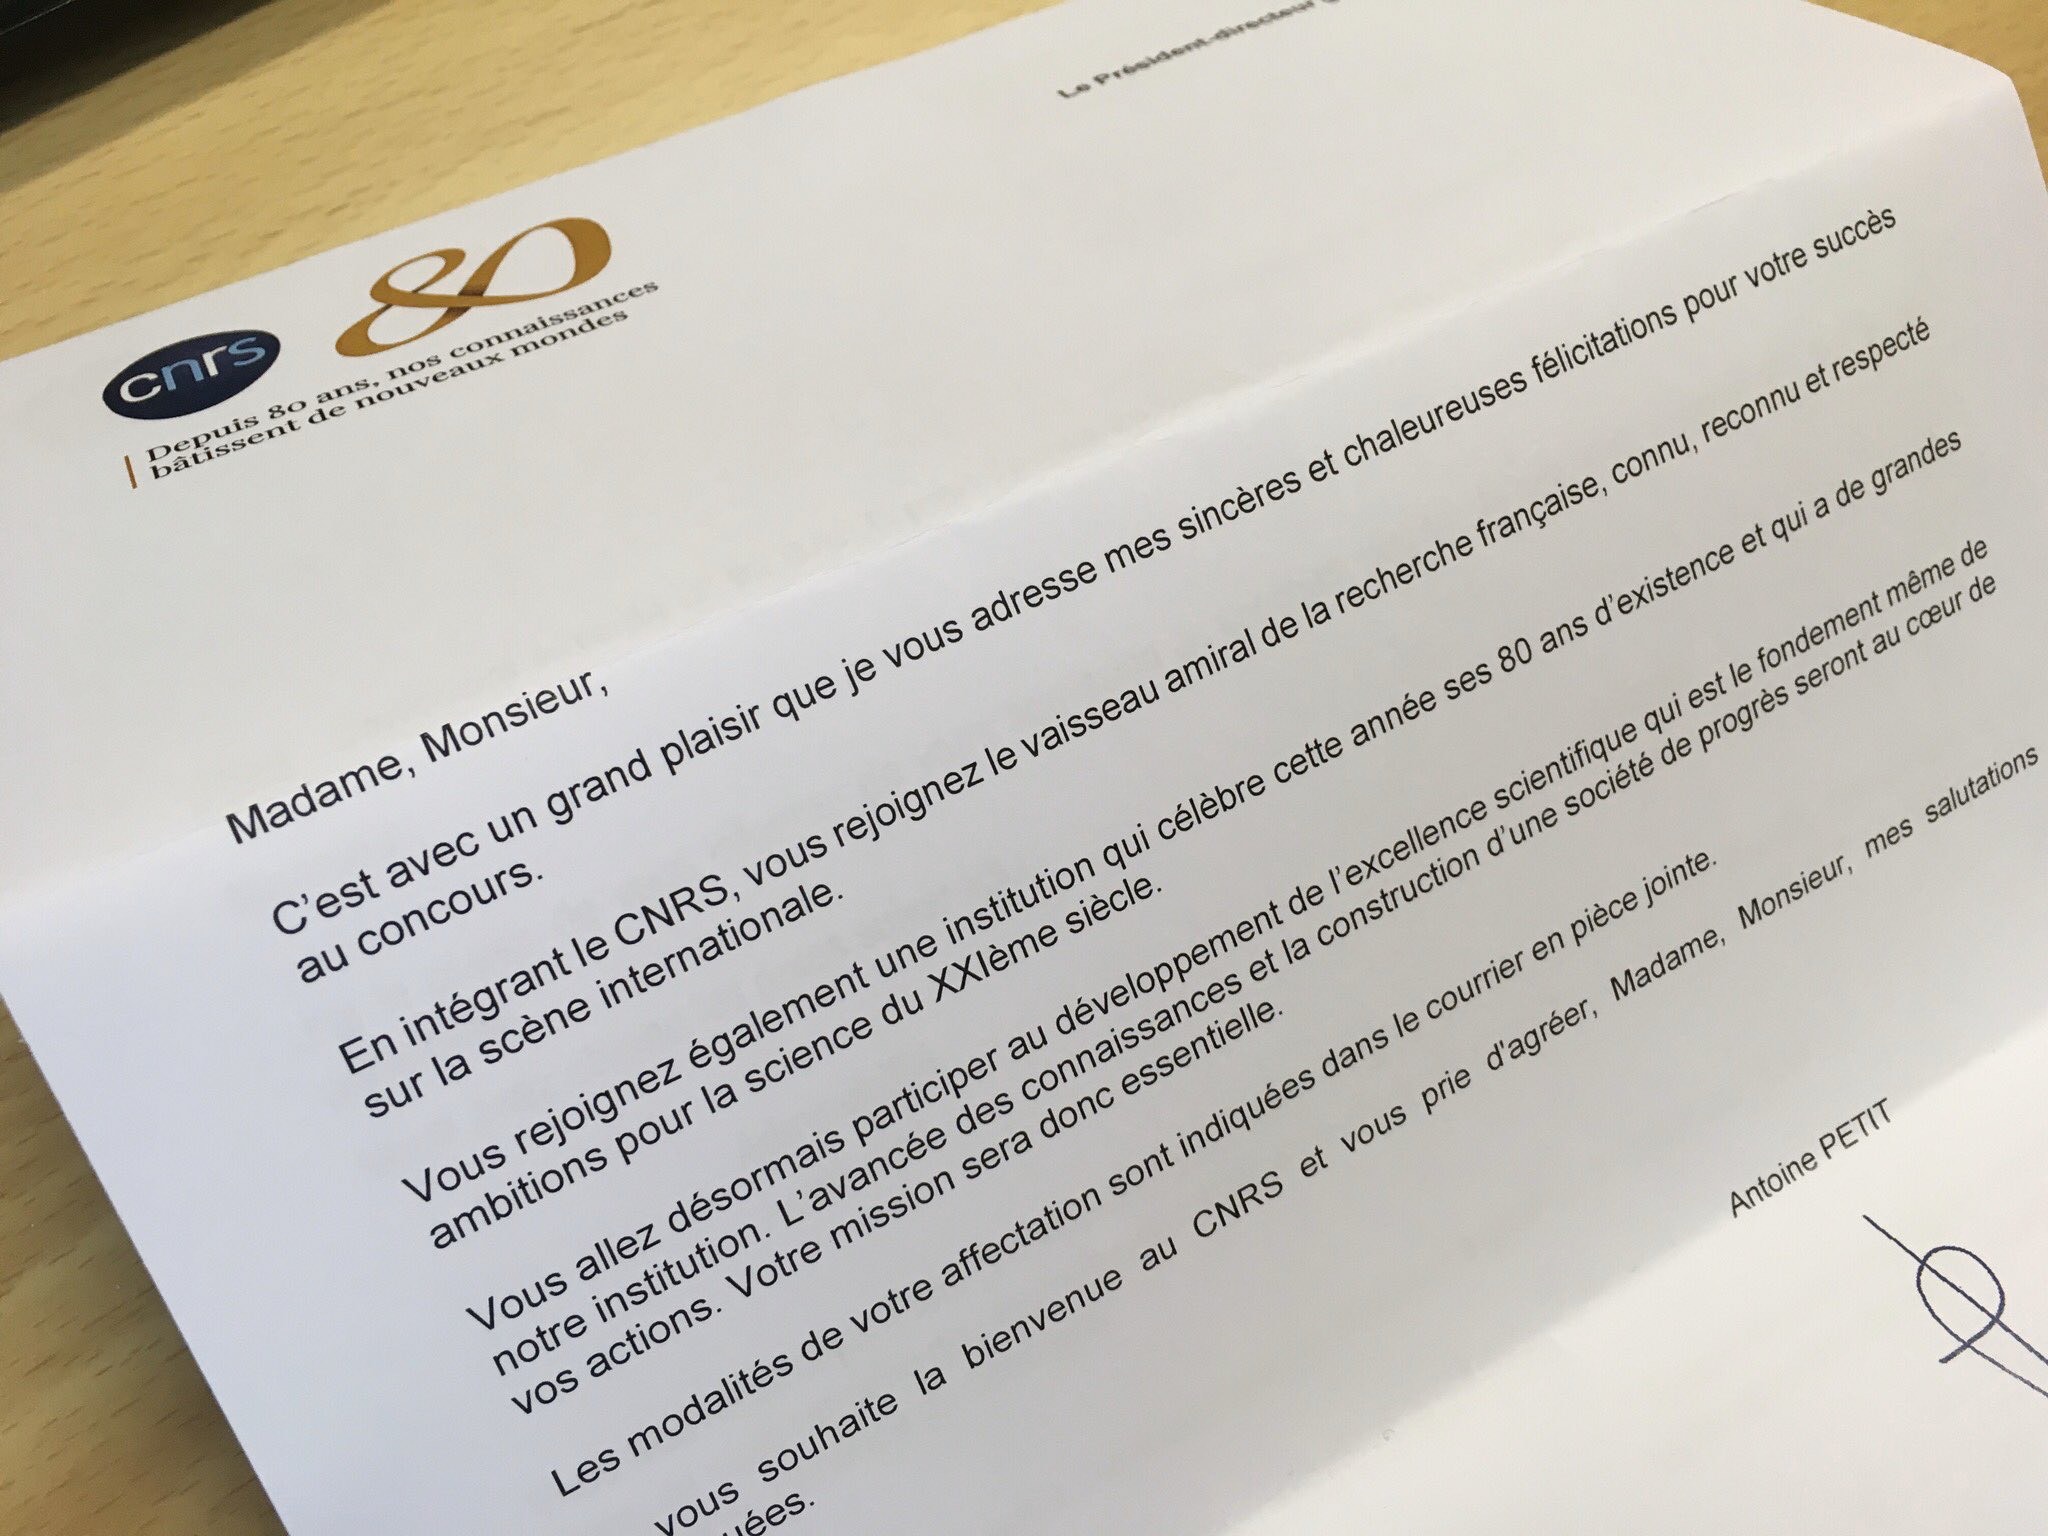 Le Président-directeur
cnrs
80
Depuis 80 ans, nos connaissances
bâtissent de nouveaux mondes
Madame, Monsieur,
C'est avec un grand plaisir que je vous adresse mes sincères et chaleureuses félicitations pour votre succès
au concours.
En intégrant le CNRS, vous rejoignez le vaisseau amiral de la recherche française, connu, reconnu et respecté
sur la scène internationale.
Vous rejoignez également une institution qui célèbre cette année ses 80 ans d'existence et qui a de grandes
ambitions pour la science du XXIème siècle.
Vous allez désormais participer au développement de l'excellence scientifique qui est le fondement même de
notre institution. L'avancée des connaissances et la construction d'une société de progrès seront au cœur de
vos actions. Votre mission sera donc essentielle.
Les modalités de votre affectation sont indiquées dans le courrier en pièce jointe.
vous souhaite la bienvenue au CNRS et vous prie d'agréer, Madame, Monsieur, mes salutations
uées.
Antoine PETIT